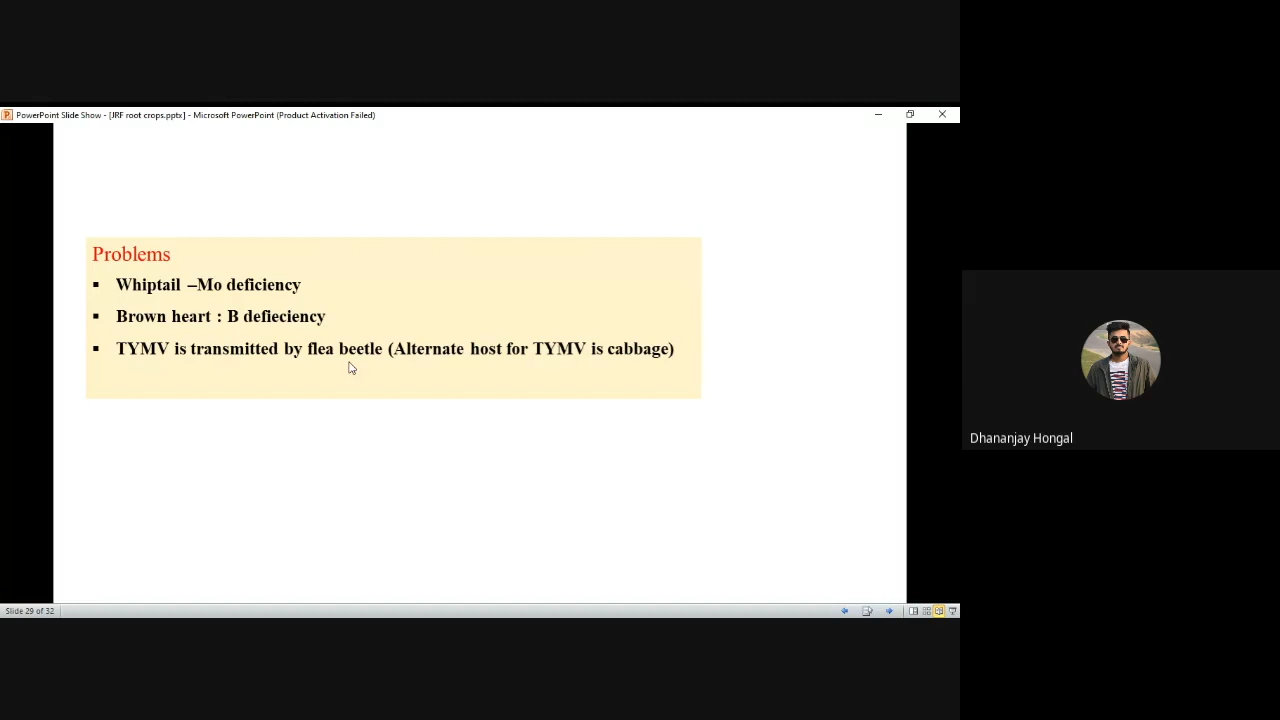 PowerPoint Slide Show - [JRF root crops.pptx] - Microsoft PowerPoint (Product Activation Failed)
Problems
▪ Whiptail –Mo deficiency
▪ Brown heart : B defieciency
▪ TYMV is transmitted by flea beetle (Alternate host for TYMV is cabbage)
Dhananjay Hongal
Slide 29 of 32